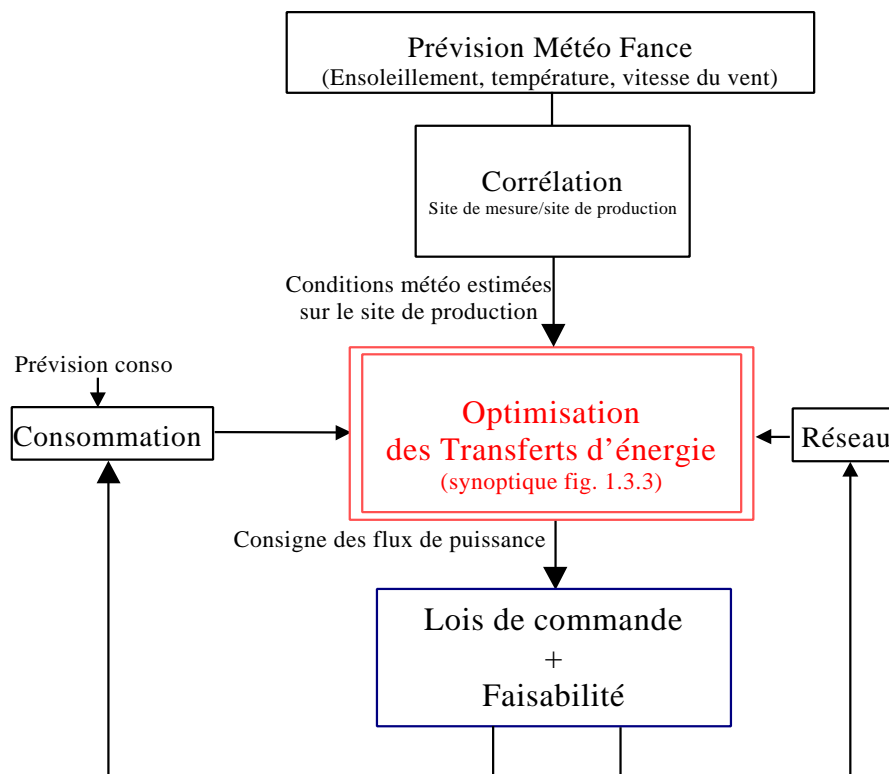 Prévision Météo Fance
(Ensoleillement, température, vitesse du vent)
Corrélation
Site de mesure/site de production
Conditions météo estimées
sur le site de production
Prévision conso
Consommation
Optimisation
des Transferts d’énergie
(synoptique fig. 1.3.3)
Réseau
Consigne des flux de puissance
Lois de commande
+
Faisabilité